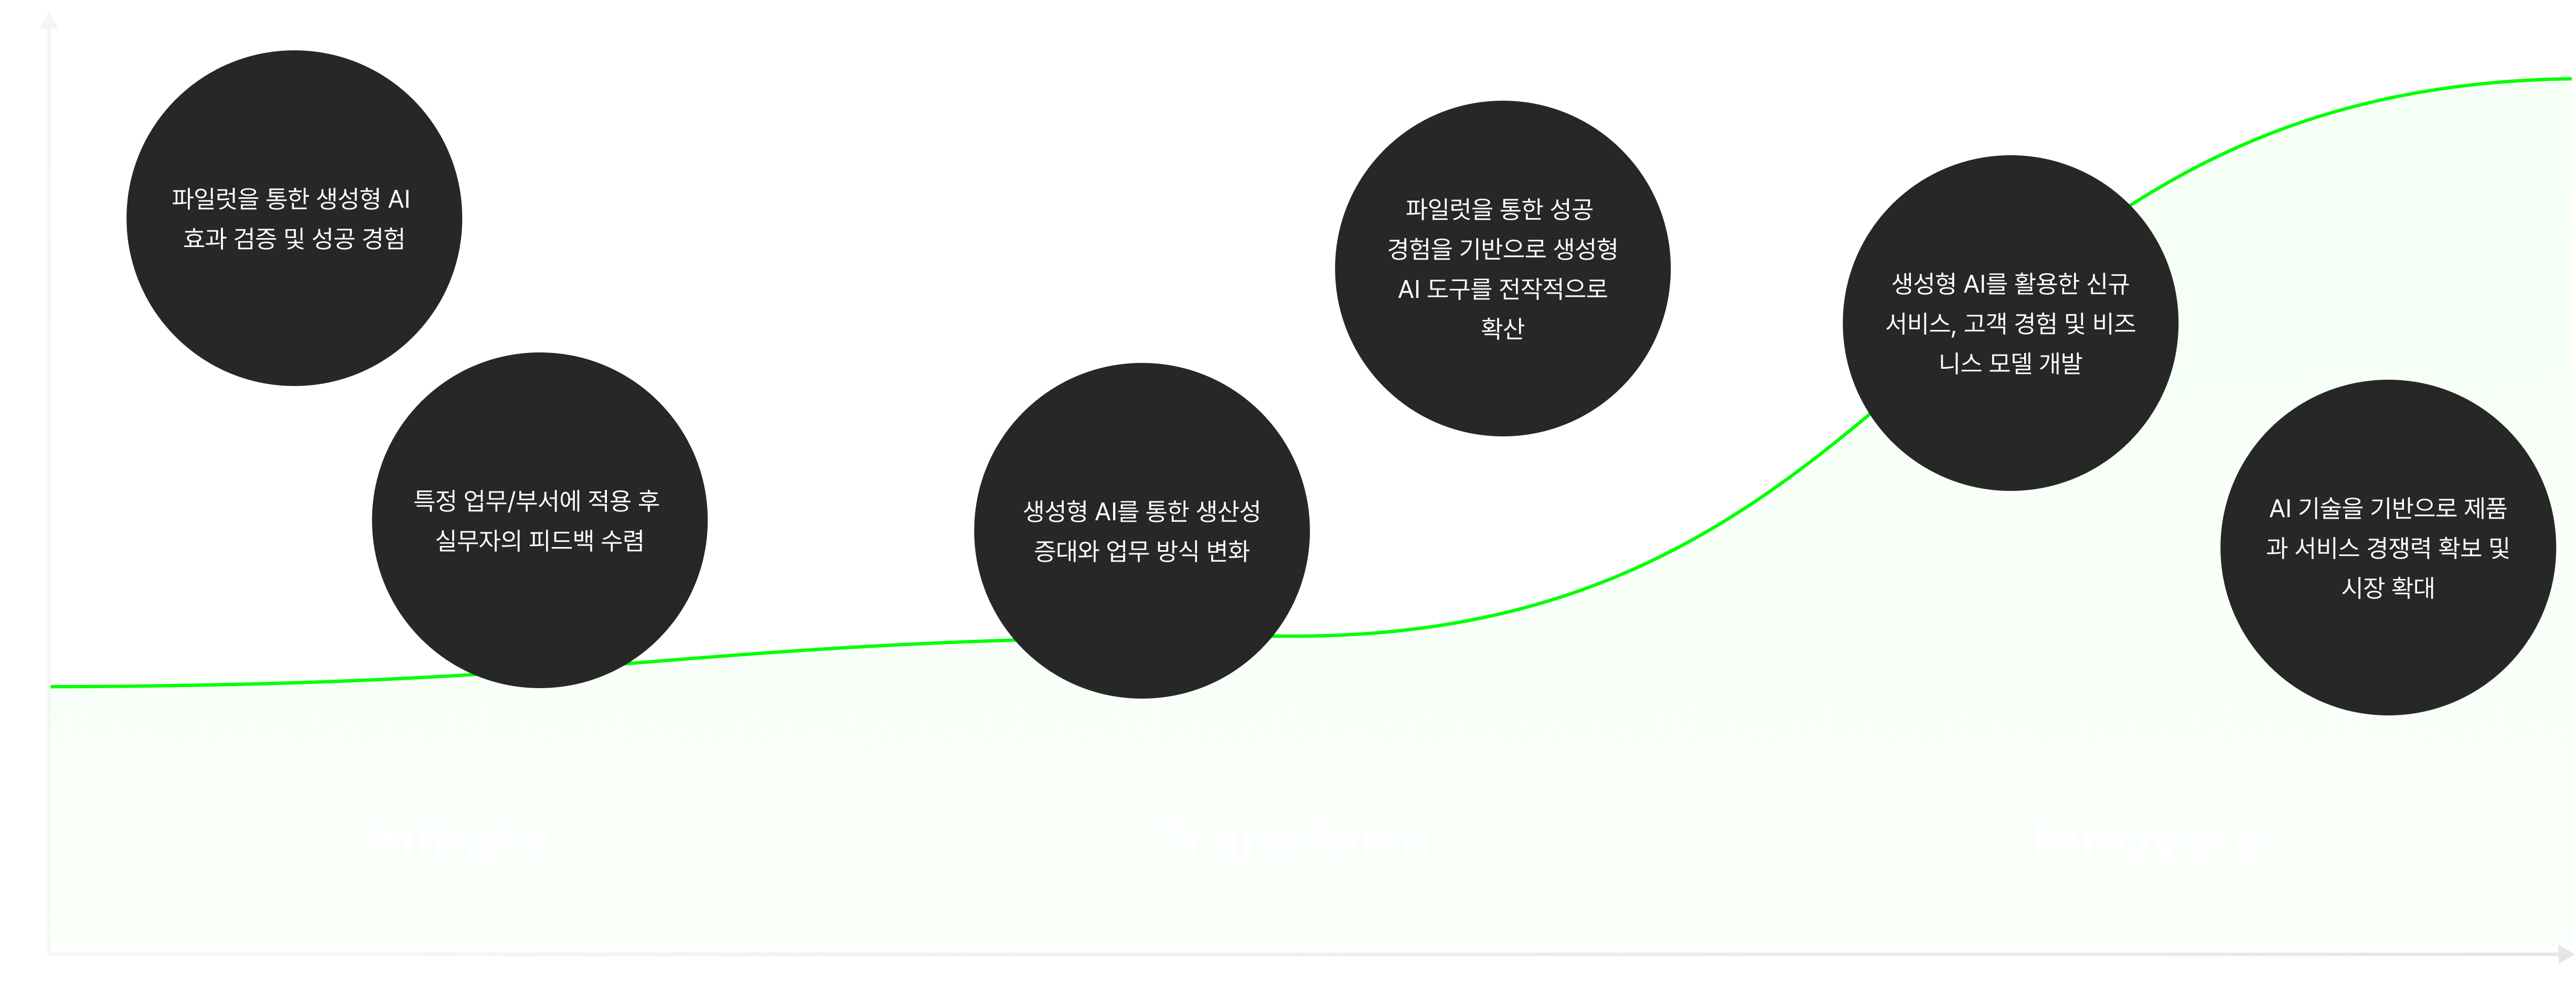 파일럿을 통한 생성형 AI
효과 검증 및 성공 경험
특정 업무/부서에 적용 후
실무자의 피드백 수렴
생성형 AI를 통한 생산성
증대와 업무 방식 변화
파일럿을 통한 성공
경험을 기반으로 생성형
AI 도구를 전작적으로
확산
생성형 AI를 활용한 신규
서비스, 고객 경험 및 비즈
니스 모델 개발
AI 기술을 기반으로 제품
과 서비스 경쟁력 확보 및
시장 확대
Initiate
Transform
Innovate